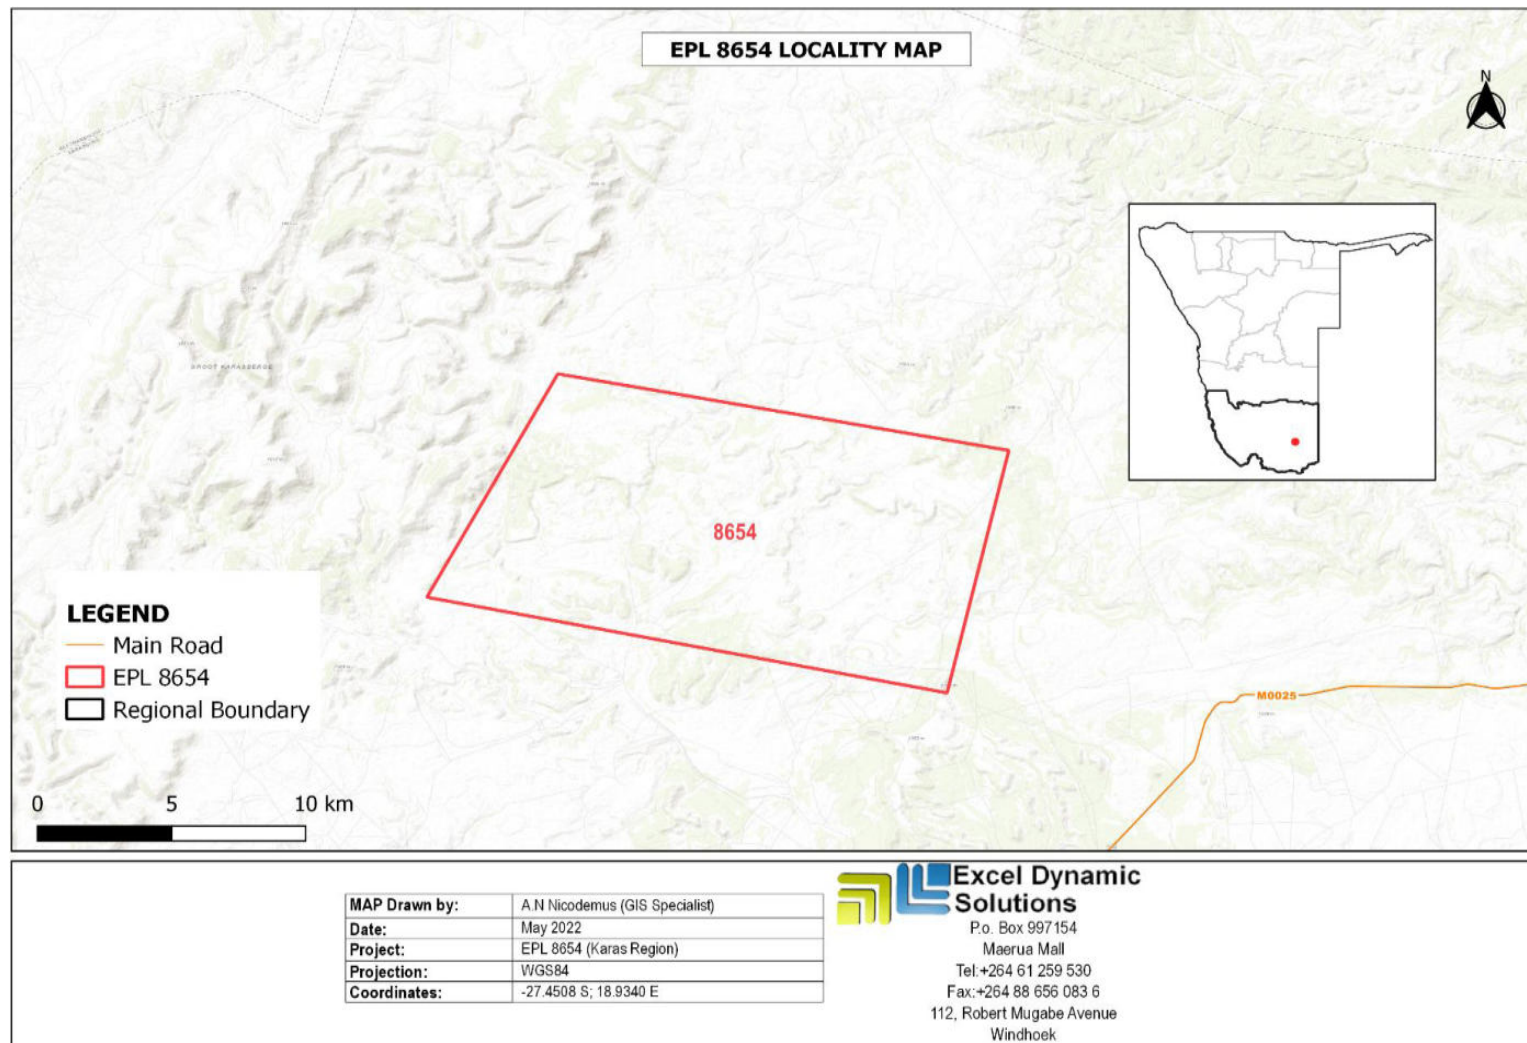 EPL 8654 LOCALITY MAP
N
GROOT KARASBERGE
8654
LEGEND
Main Road
EPL 8654
Regional Boundary
M0025
0 5 10 km
MAP Drawn by: A.N Nicodemus (GIS Specialist)
Date: May 2022
Project: EPL 8654 (Karas Region)
Projection: WGS84
Coordinates: -27.4508 S; 18.9340 E
Excel Dynamic
Solutions
P.o. Box 997154
Maerua Mall
Tel:+264 61 259 530
Fax:+264 88 656 083 6
112, Robert Mugabe Avenue
Windhoek